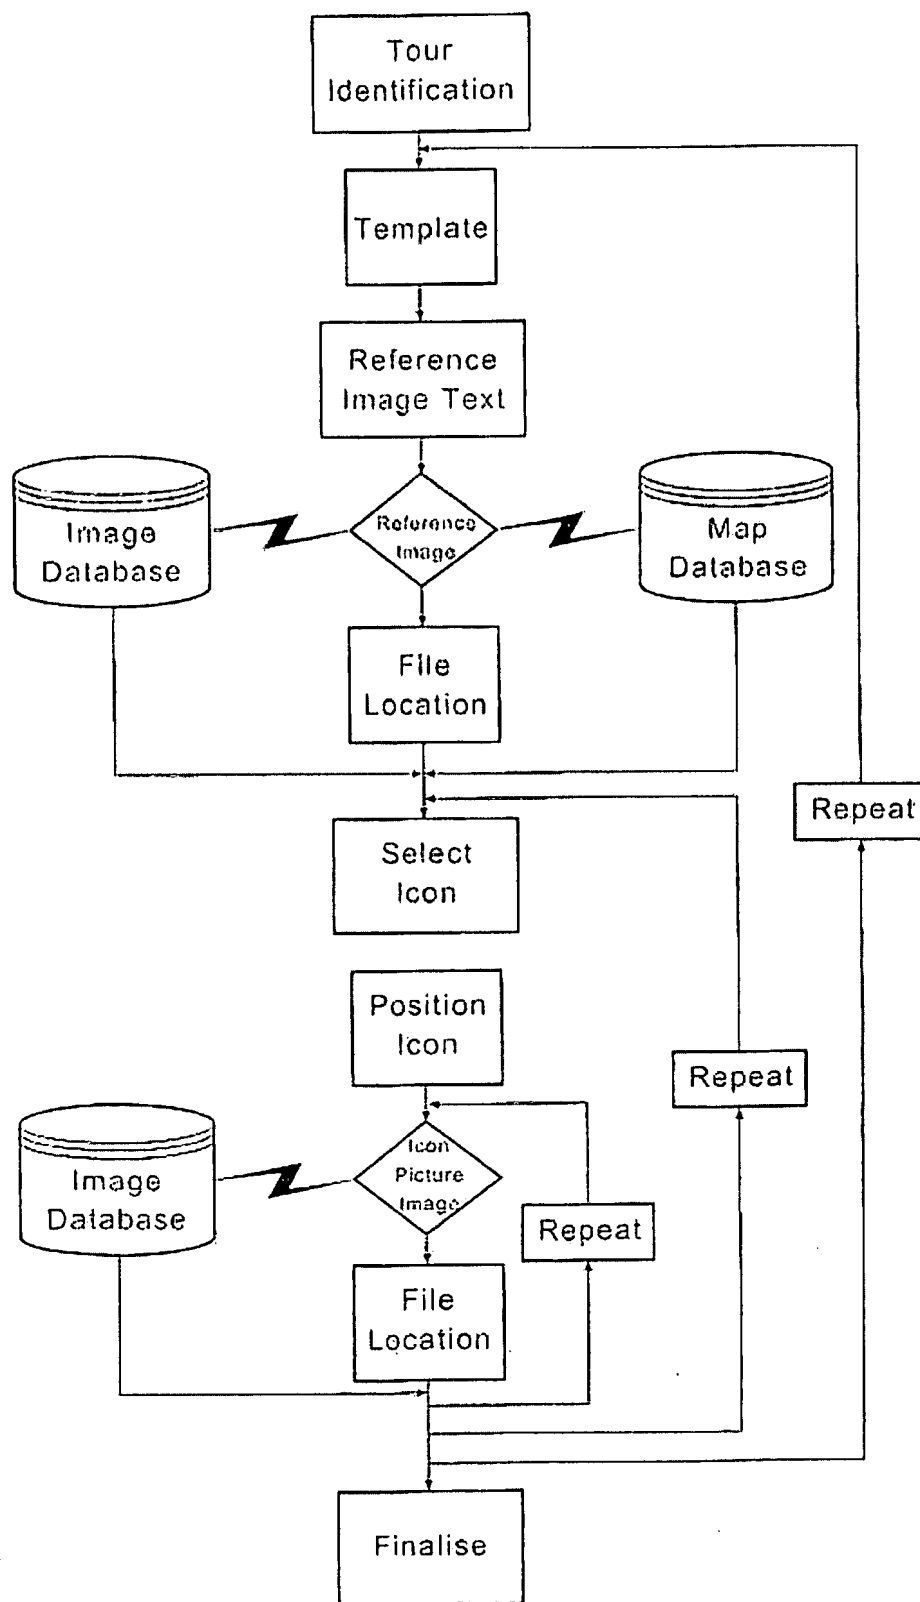 Tour
Identification
Template
Reference
Image Text
Image
Database
Reference
Image
Map
Database
File
Location
Repeat
Select
Icon
Position
Icon
Repeat
Image
Database
Icon
Picture
Image
Repeat
File
Location
Finalise